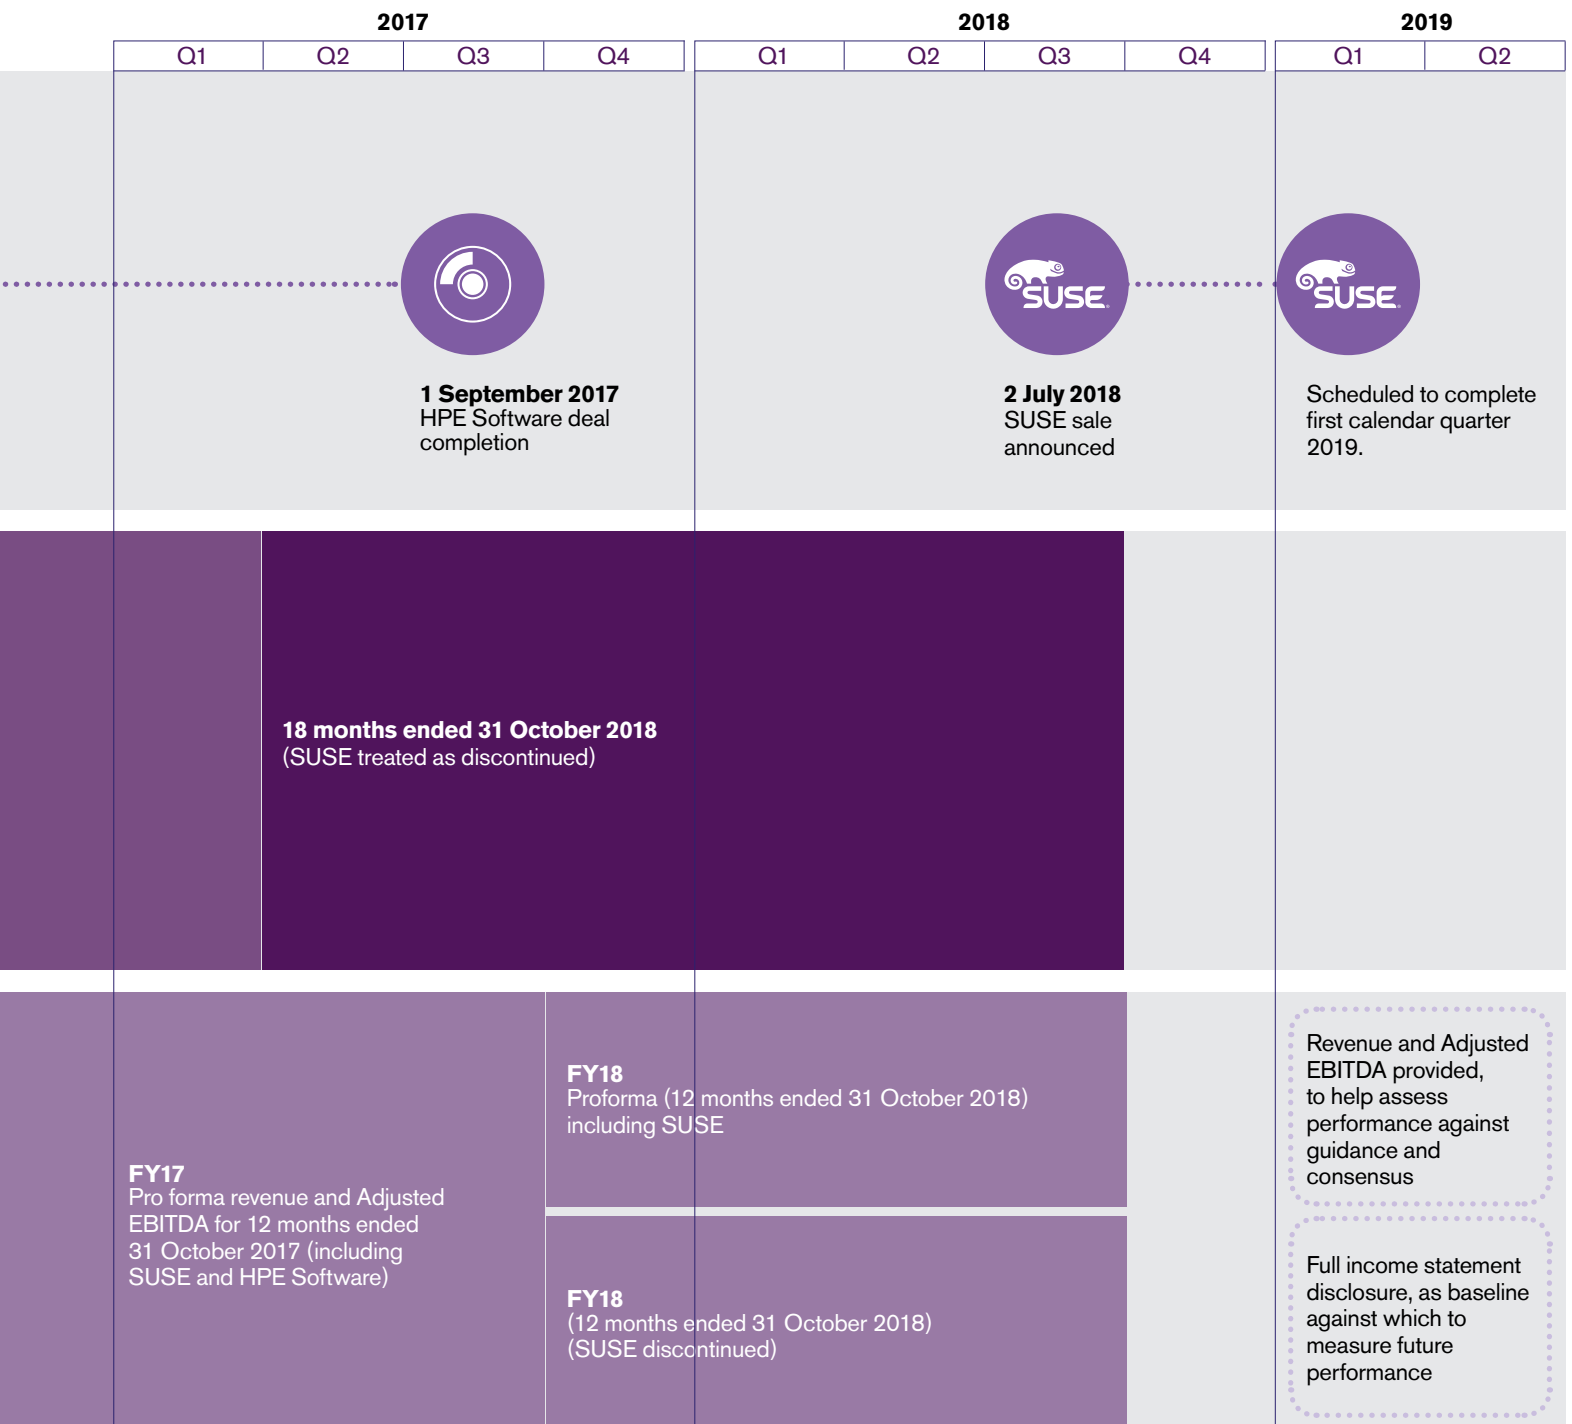 2017
2018
2019
Q1
Q2
Q3
Q4
Q1
Q2
Q3
Q4
Q1
Q2
SUSE
SUSE
1 September 2017
HPE Software deal
completion
2 July 2018
SUSE sale
announced
Scheduled to complete
first calendar quarter
2019.
18 months ended 31 October 2018
(SUSE treated as discontinued)
FY17
Pro forma revenue and Adjusted
EBITDA for 12 months ended
31 October 2017 (including
SUSE and HPE Software)
FY18
Proforma (12 months ended 31 October 2018)
including SUSE
FY18
(12 months ended 31 October 2018)
(SUSE discontinued)
Revenue and Adjusted
EBITDA provided,
to help assess
performance against
guidance and
consensus
Full income statement
disclosure, as baseline
against which to
measure future
performance